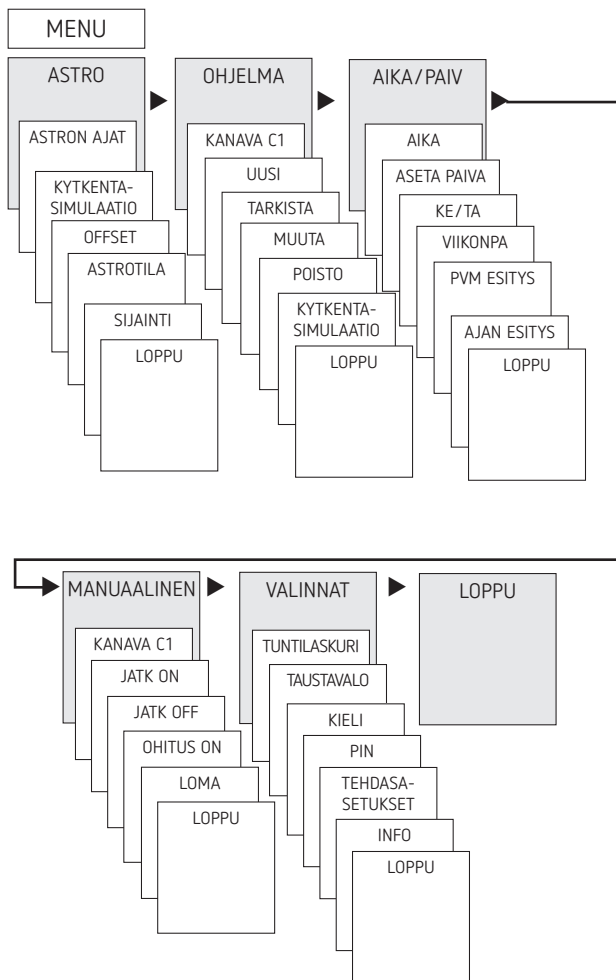 MENU
ASTRO
ASTRON AJAT
KYTKENTA-
SIMULAATIO
OFFSET
ASTROTILA
SIJAINTI
LOPPU
OHJELMA
KANAVA C1
UUSI
TARKISTA
MUUTA
POISTO
KYTKENTA-
SIMULAATIO
LOPPU
AIKA/PAIV
AIKA
ASETA PAIVA
KE/TA
VIIKONPA
PVM ESITYS
AJAN ESITYS
LOPPU
MANUAALINEN
KANAVA C1
JATK ON
JATK OFF
OHITUS ON
LOMA
LOPPU
VALINNAT
TUNTILASKURI
TAUSTAVALO
KIELI
PIN
TEHDASA-
SETUKSET
INFO
LOPPU
LOPPU